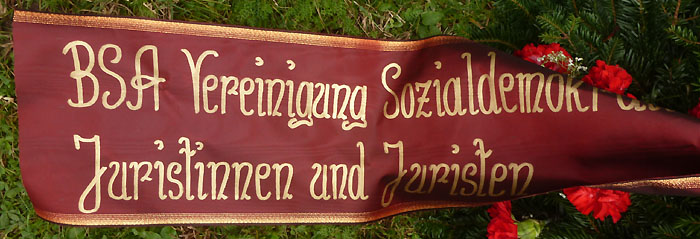 BSA Vereinigung Sozialdemokr
Juristinnen und Juristen